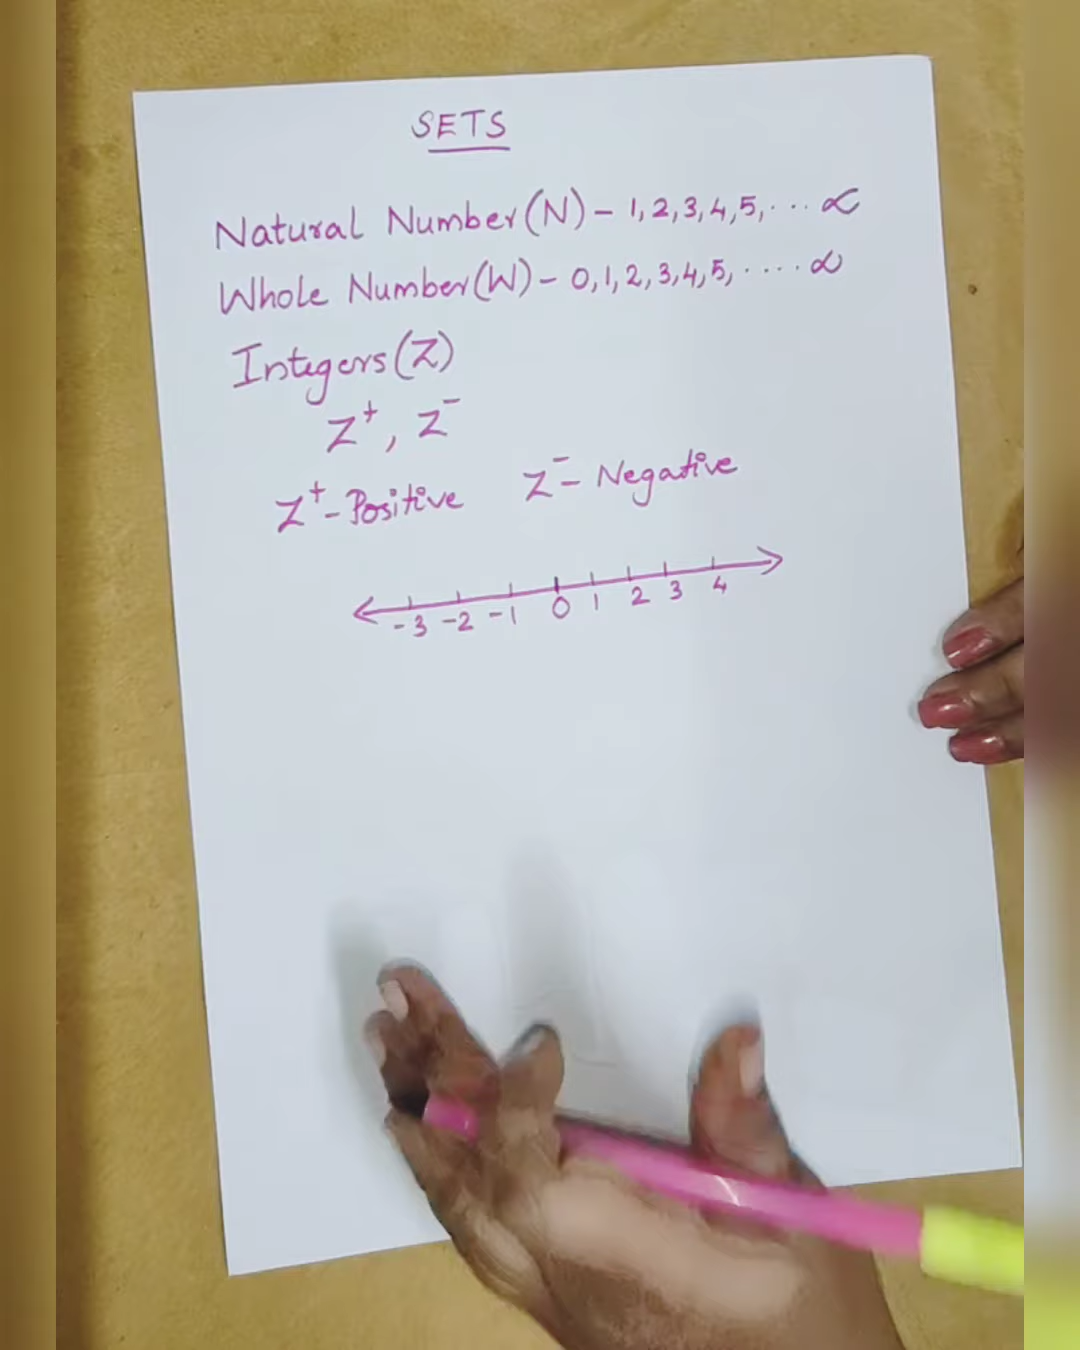 SETS
Natural Number(N) - 1,2,3,4,5,.... ∝
Whole Number(W) - 0,1,2,3,4,5,..... ∝
Integers(Z)
Z⁺, Z⁻
Z⁺- Positive Z⁻- Negative
-3 -2 -1 0 1 2 3 4